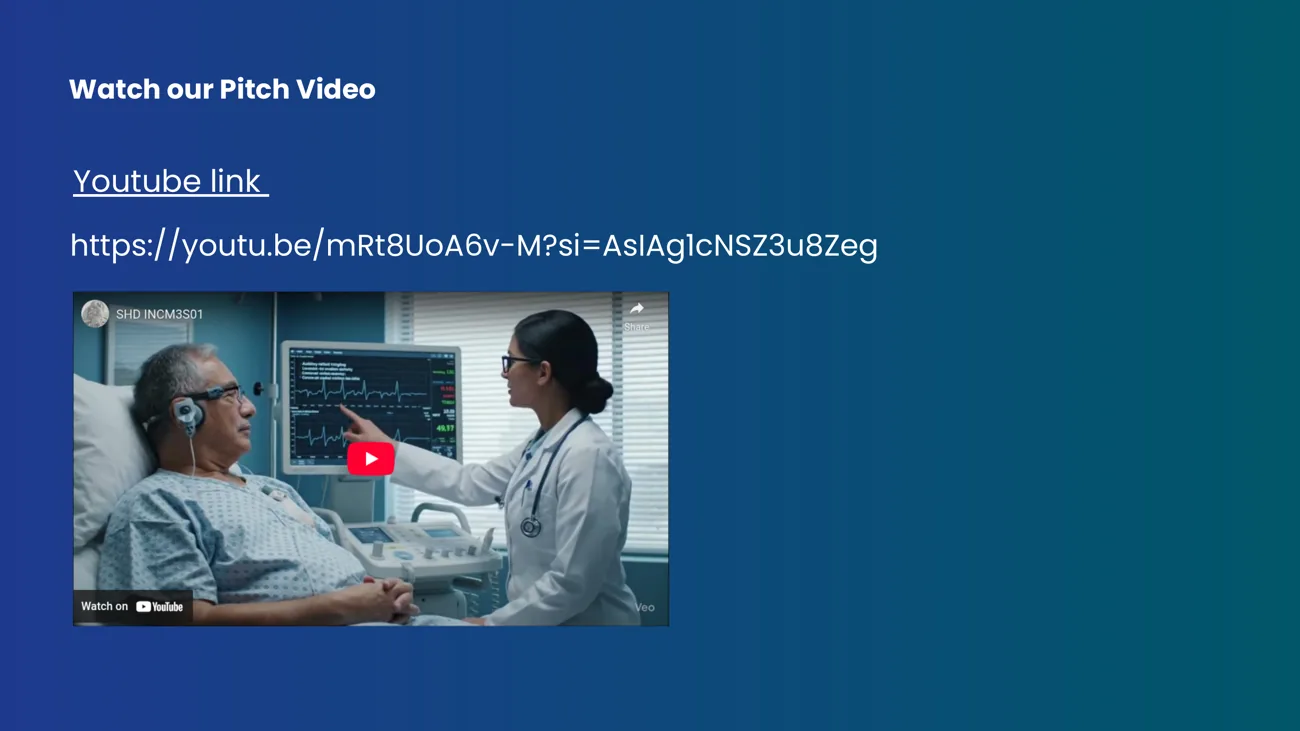 Watch our Pitch Video
Youtube link
https://youtu.be/mRt8UoA6v-M?si=AsIAg1cNSZ3u8Zeg
SHD INCM3S01
Share
49.17
Watch on YouTube
Veo